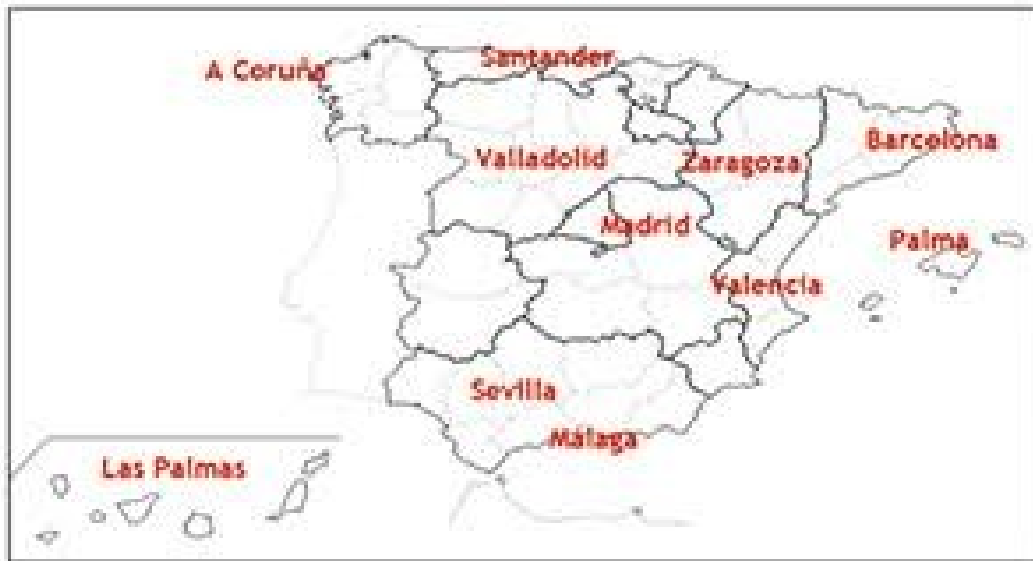 Santander
A Coruña
Barcelona
Valladolid
Zaragoza
Madrid
Palma
Valencia
Sevilla
Málaga
Las Palmas